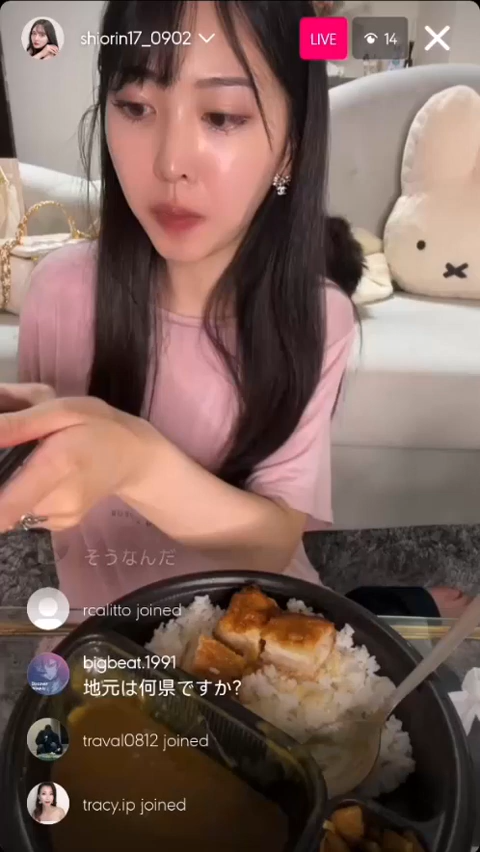 shiorin17_0902
LIVE
14
そうなんだ
rcalitto joined
bigbeat.1991
地元は何県ですか?
traval0812 joined
tracy.ip joined